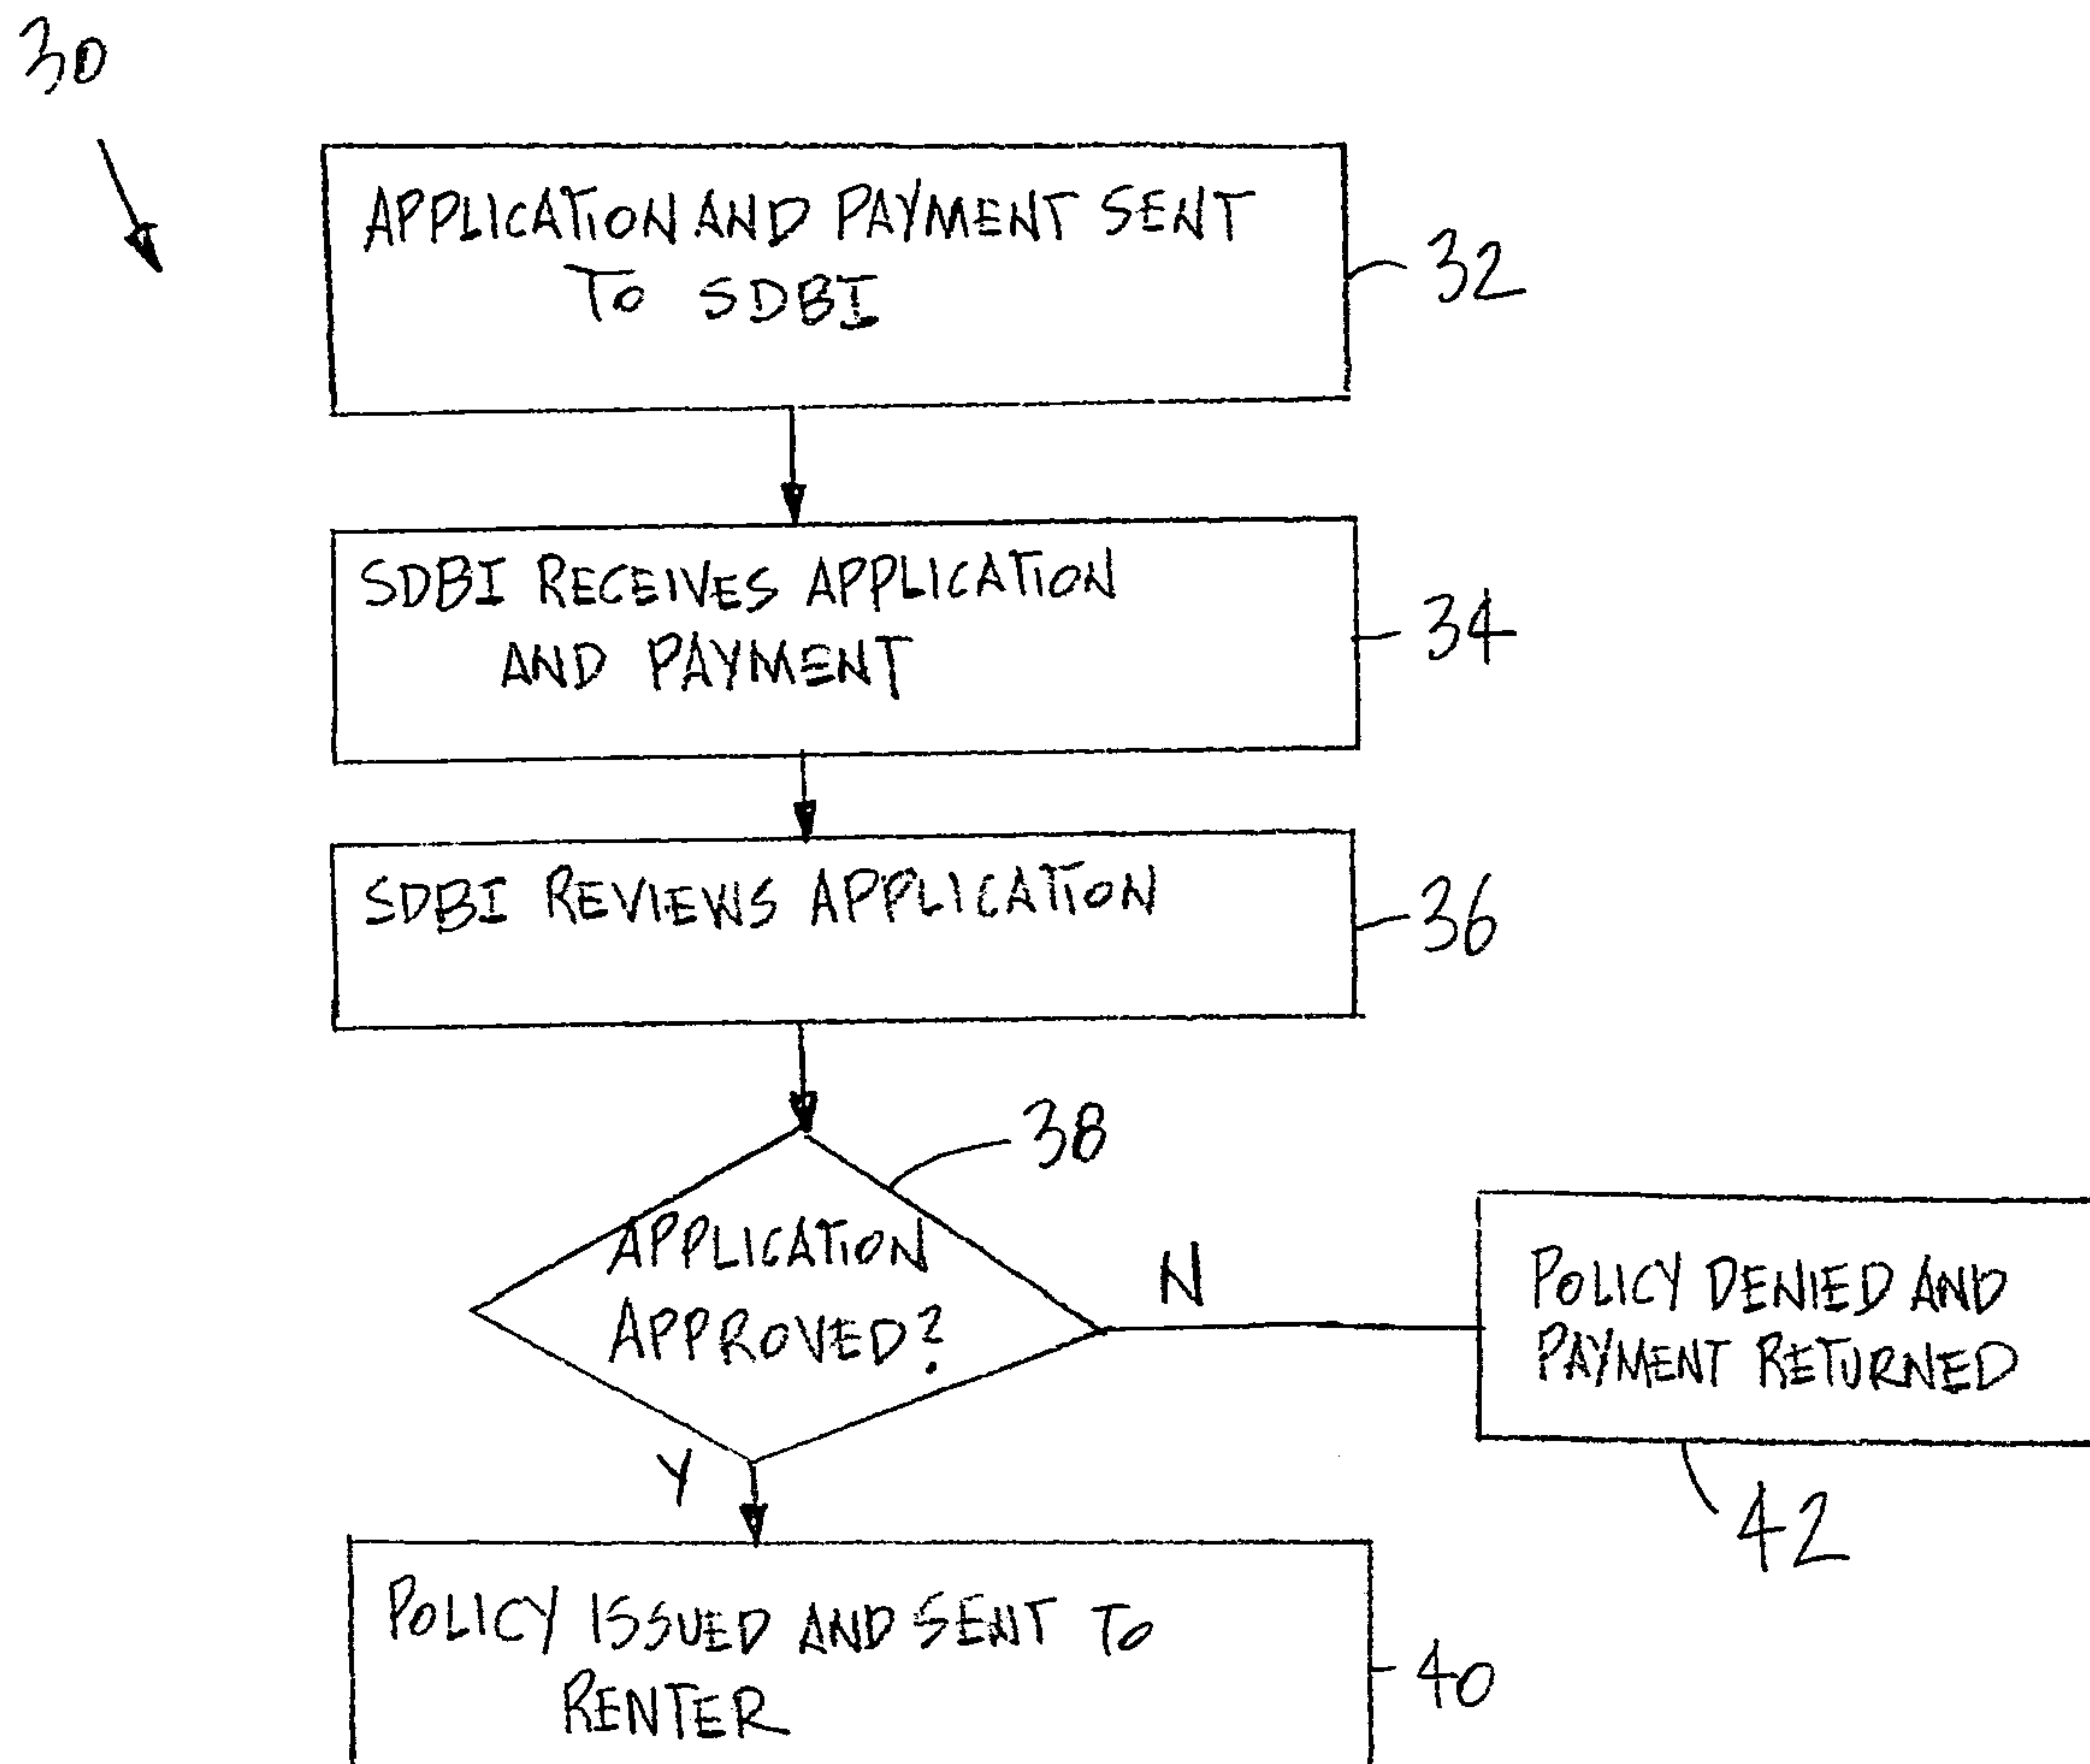 30
APPLICATION AND PAYMENT SENT
TO SDBI
32
SDBI RECEIVES APPLICATION
AND PAYMENT
34
SDBI REVIEWS APPLICATION
36
38
APPLICATION
APPROVED?
N
POLICY DENIED AND
PAYMENT RETURNED
42
Y
POLICY ISSUED AND SENT TO
RENTER
40